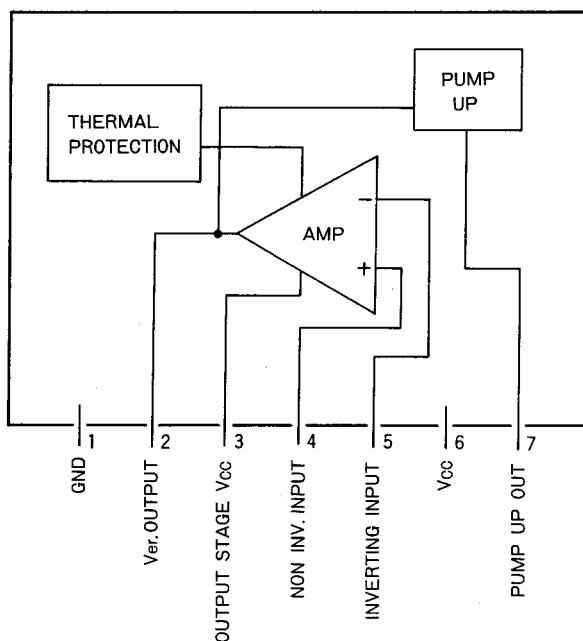 PUMP
UP
THERMAL
PROTECTION
AMP
−
+
1
2
3
4
5
6
7
GND
Ver. OUTPUT
OUTPUT STAGE Vcc
NON INV. INPUT
INVERTING INPUT
Vcc
PUMP UP OUT